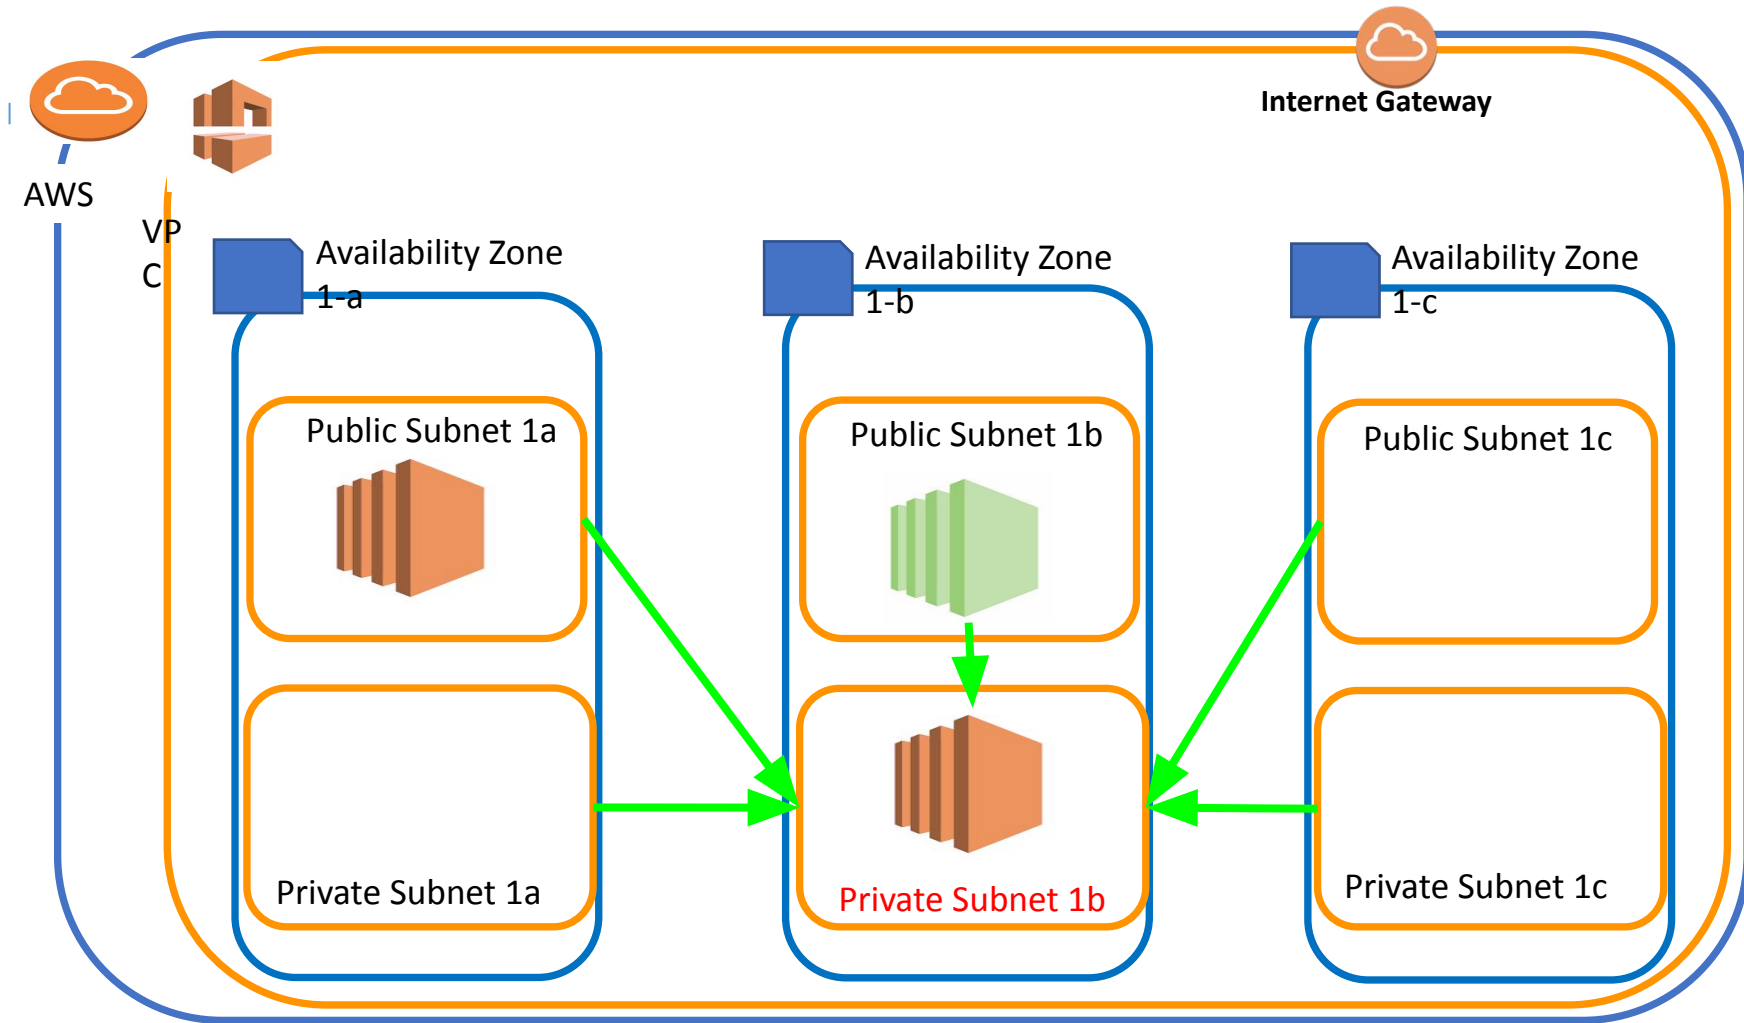 Internet Gateway
AWS
VP
C
Availability Zone
1-a
Availability Zone
1-b
Availability Zone
1-c
Public Subnet 1a
Public Subnet 1b
Public Subnet 1c
Private Subnet 1a
Private Subnet 1b
Private Subnet 1c